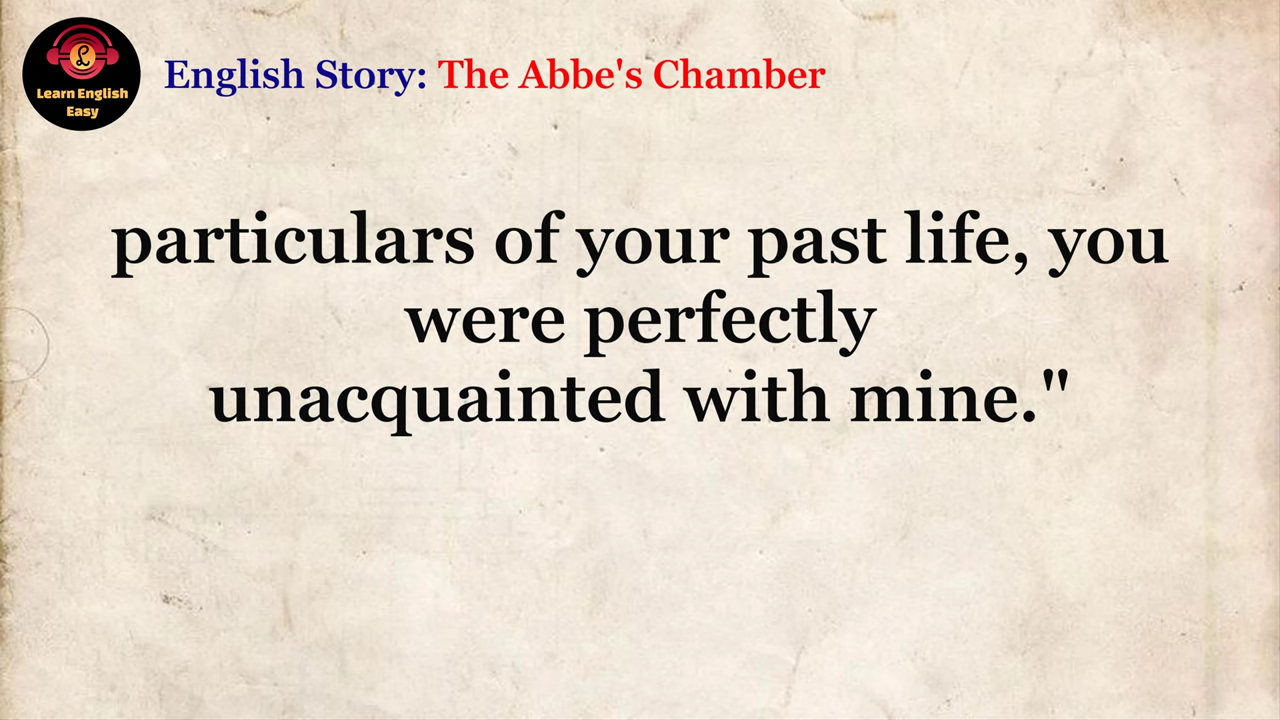 Learn English
Easy
English Story: The Abbe's Chamber
particulars of your past life, you
were perfectly
unacquainted with mine."